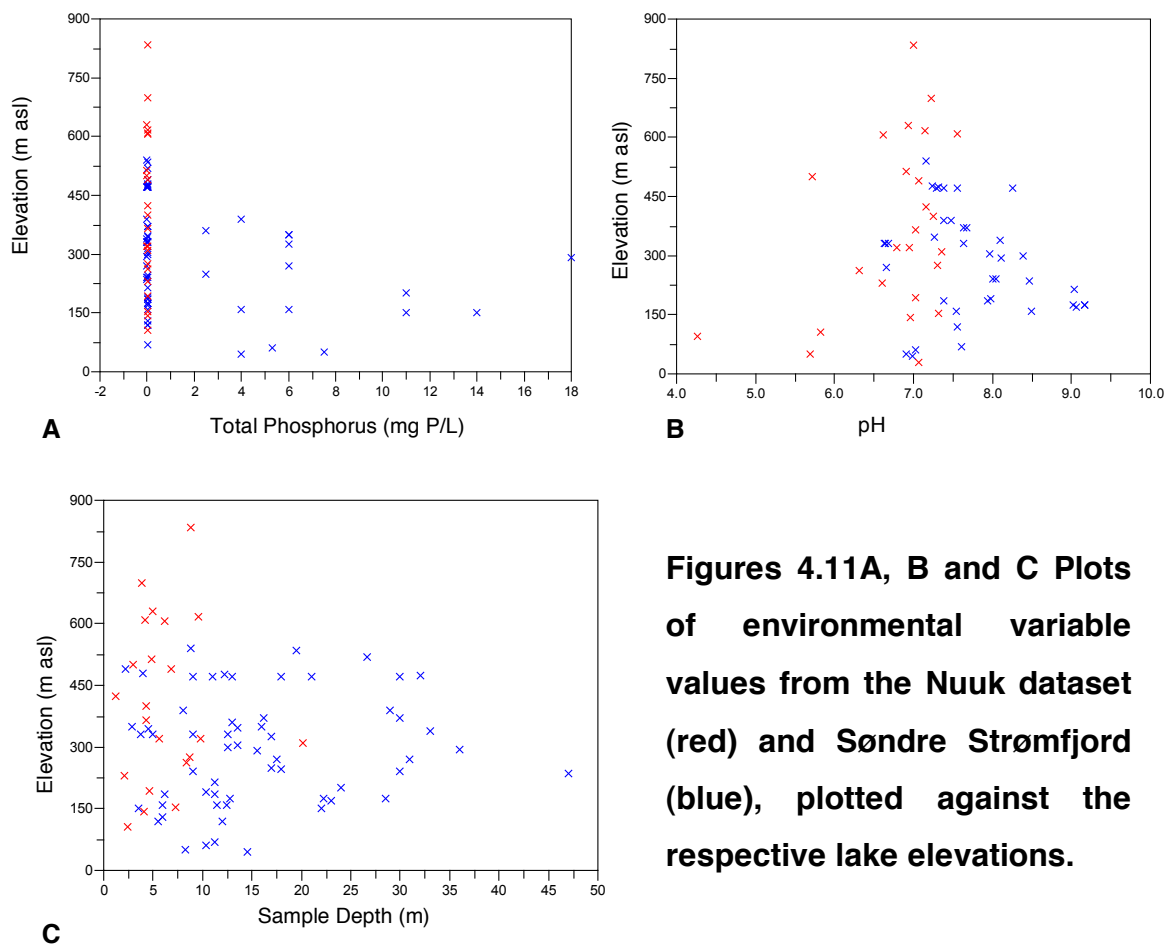 900
750
600
450
300
150
0
-2 0 2 4 6 8 10 12 14 16 18
Elevation (m asl)
Total Phosphorus (mg P/L)
A
900
750
600
450
300
150
0
4.0 5.0 6.0 7.0 8.0 9.0 10.0
Elevation (m asl)
pH
B
900
750
600
450
300
150
0
0 5 10 15 20 25 30 35 40 45 50
Elevation (m asl)
Sample Depth (m)
C
Figures 4.11A, B and C Plots
of environmental variable
values from the Nuuk dataset
(red) and Søndre Strømfjord
(blue), plotted against the
respective lake elevations.